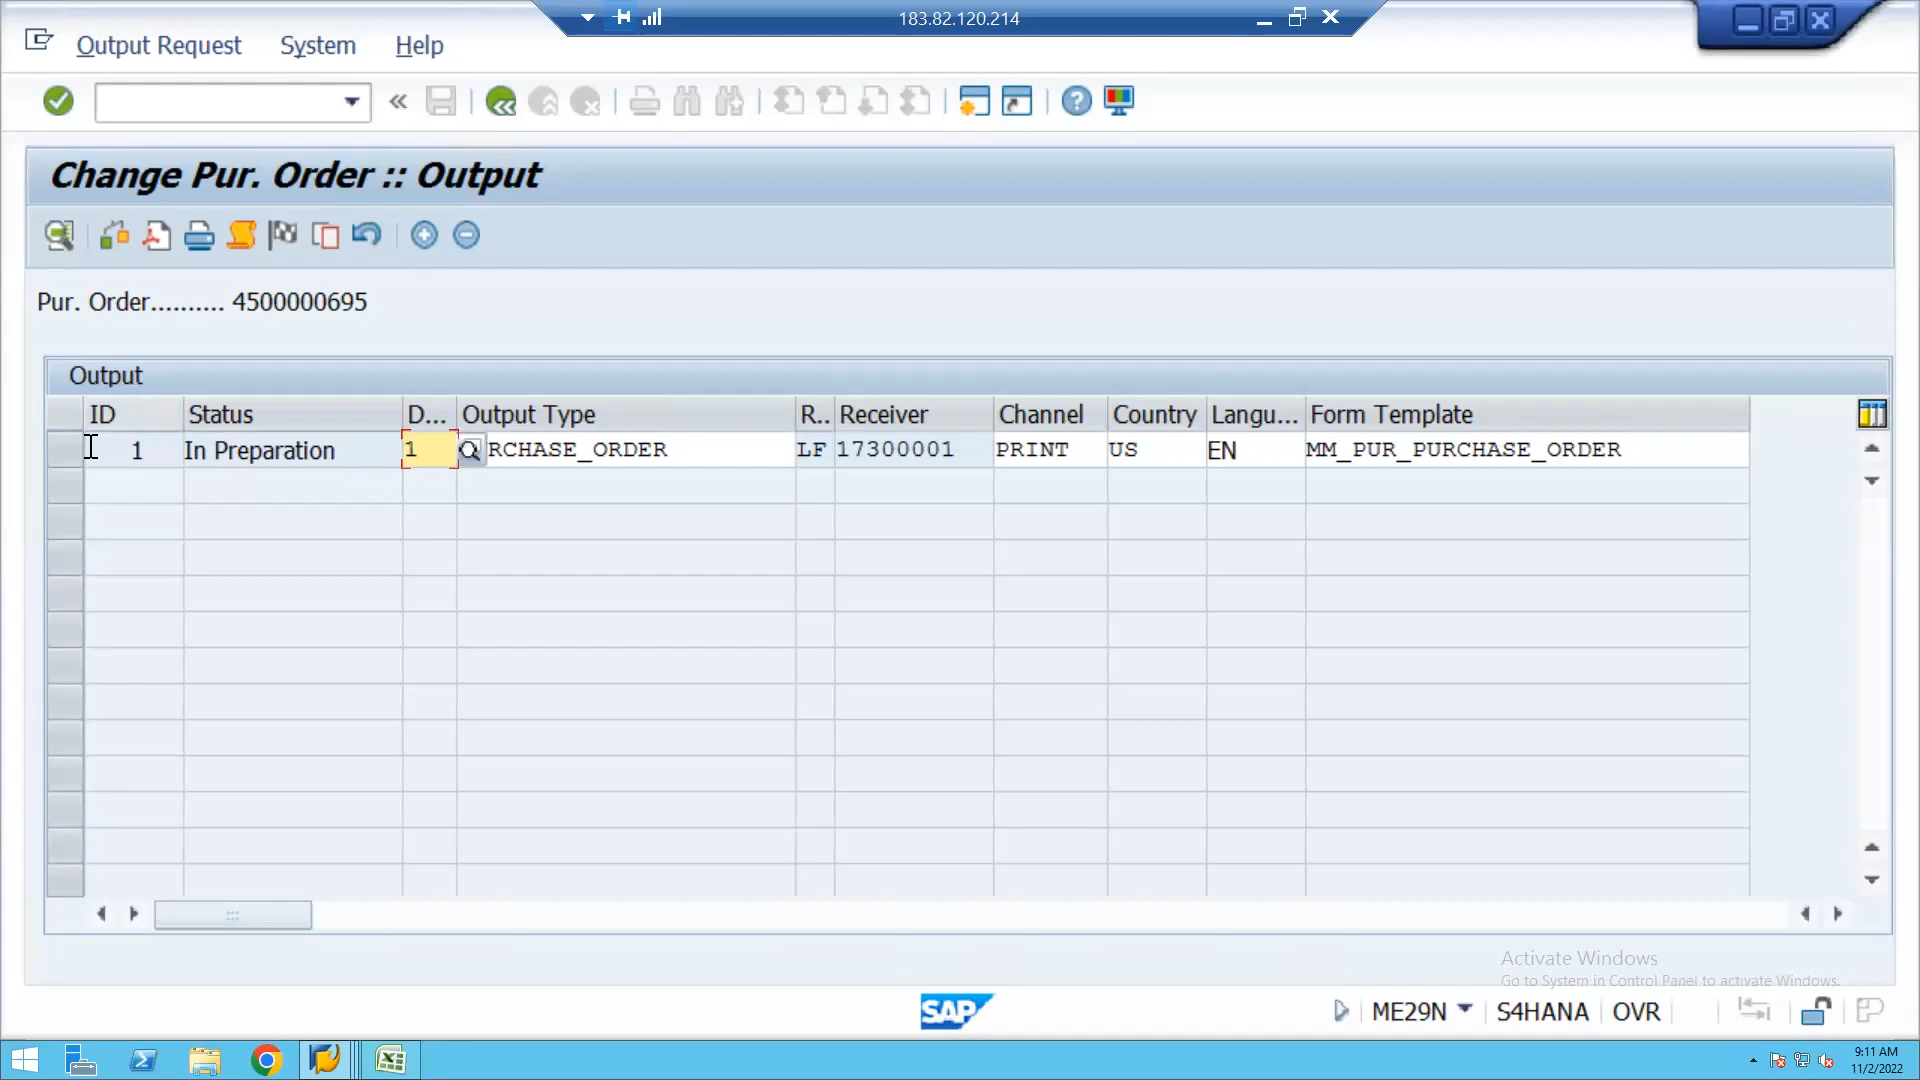 183.82.120.214
Output Request System Help
Change Pur. Order :: Output
Pur. Order.......... 4500000695
Output
ID Status D... Output Type R.. Receiver Channel Country Langu... Form Template
1 In Preparation 1 RCHASE_ORDER LF 17300001 PRINT US EN MM_PUR_PURCHASE_ORDER
Activate Windows
Go to System in Control Panel to activate Windows.
SAP ME29N S4HANA OVR
9:11 AM
11/2/2022